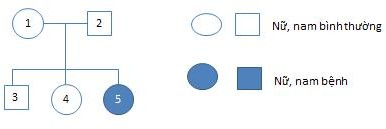 1 2 Nữ, nam bình thường
3 4 5 Nữ, nam bệnh